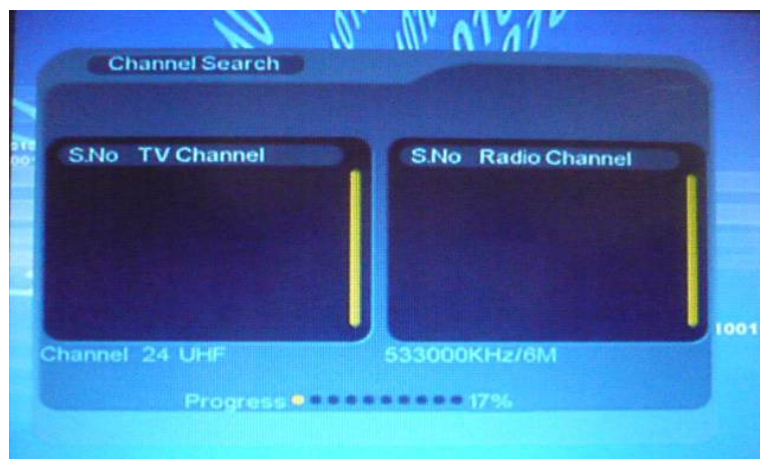 Channel Search
S.No TV Channel
S.No Radio Channel
1001
Channel 24 UHF
533000KHz/6M
Progress 17%